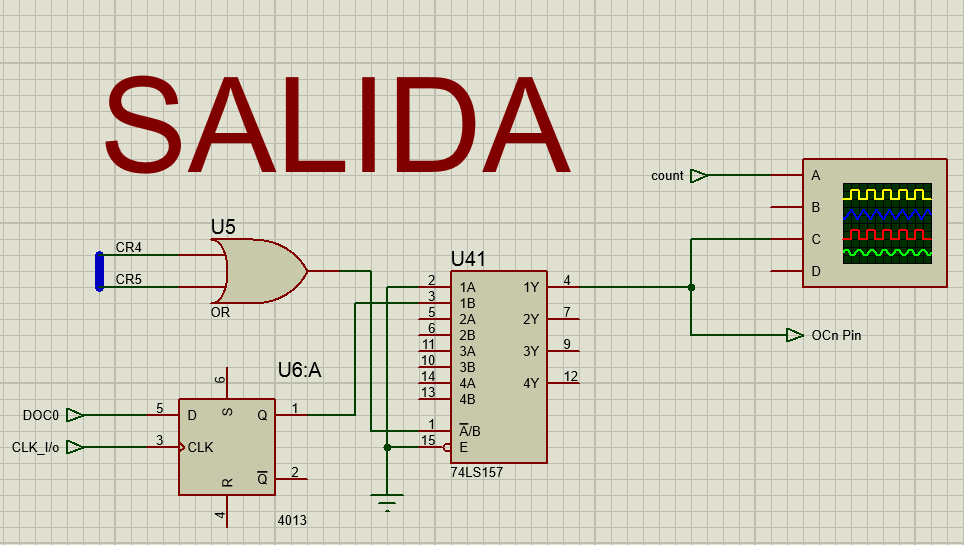 SALIDA
count
A
B
C
D
OCn Pin
U5
CR4
CR5
OR
U41
2 1A 1Y 4
3 1B
5 2A 2Y 7
6 2B
11 3A 3Y 9
10 3B
14 4A 4Y 12
13 4B
1 A/B
15 E
74LS157
U6:A
6
S
DOC0 5 D Q 1
CLK_I/o 3 CLK
R Q 2
4
4013